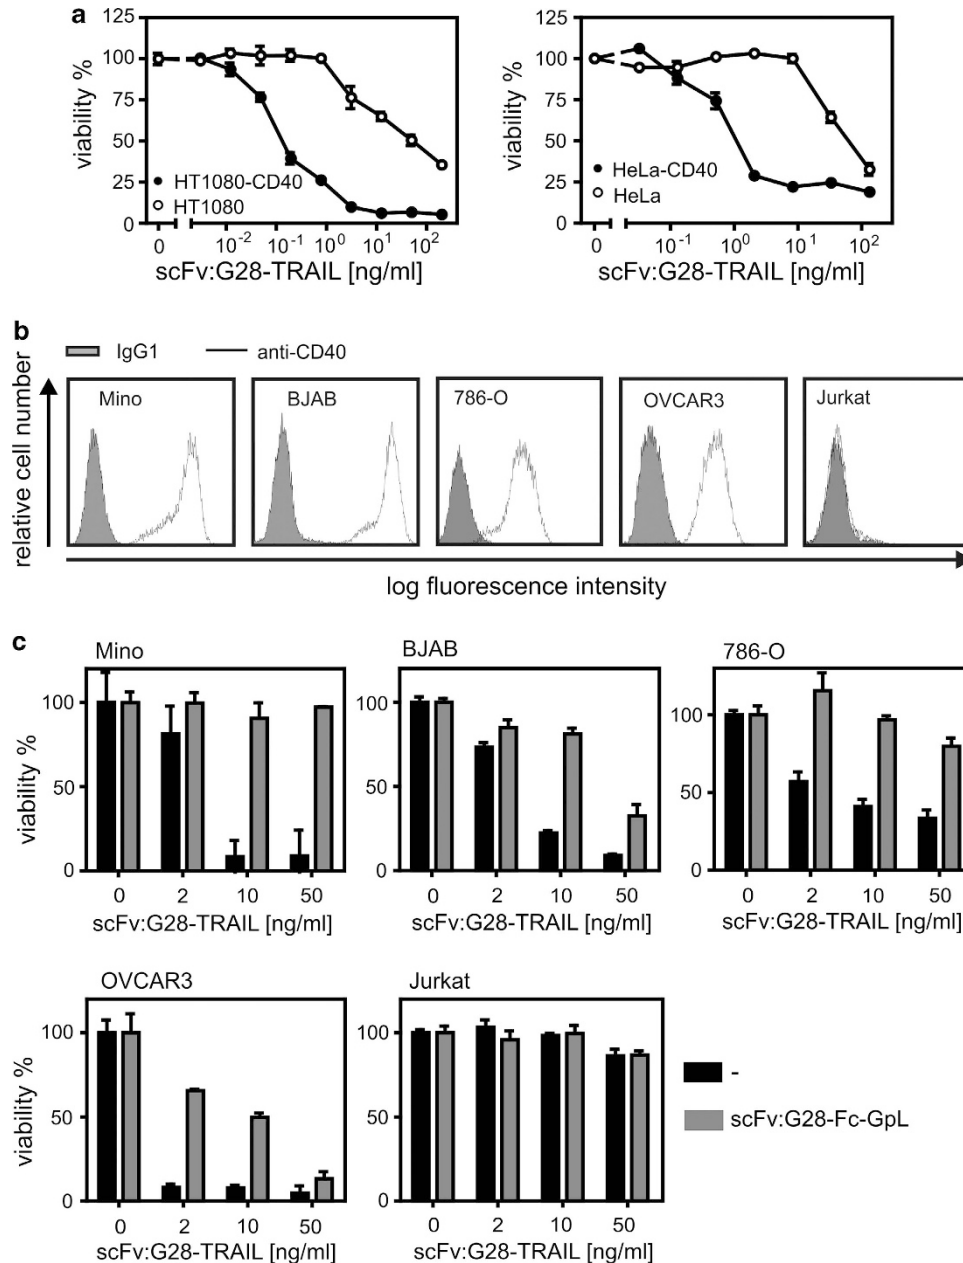 a
125
100
75
50
25
0
viability %
HT1080-CD40
HT1080
0 10-2 10-1 100 101 102
scFv:G28-TRAIL [ng/ml]
125
100
75
50
25
0
viability %
HeLa-CD40
HeLa
0 10-1 100 101 102
scFv:G28-TRAIL [ng/ml]
b
IgG1 anti-CD40
relative cell number
Mino
BJAB
786-O
OVCAR3
Jurkat
log fluorescence intensity
c
Mino
100
50
0
viability %
0 2 10 50
scFv:G28-TRAIL [ng/ml]
BJAB
100
50
0
0 2 10 50
scFv:G28-TRAIL [ng/ml]
786-O
100
50
0
0 2 10 50
scFv:G28-TRAIL [ng/ml]
OVCAR3
100
50
0
viability %
0 2 10 50
scFv:G28-TRAIL [ng/ml]
Jurkat
100
50
0
0 2 10 50
scFv:G28-TRAIL [ng/ml]
-
scFv:G28-Fc-GpL